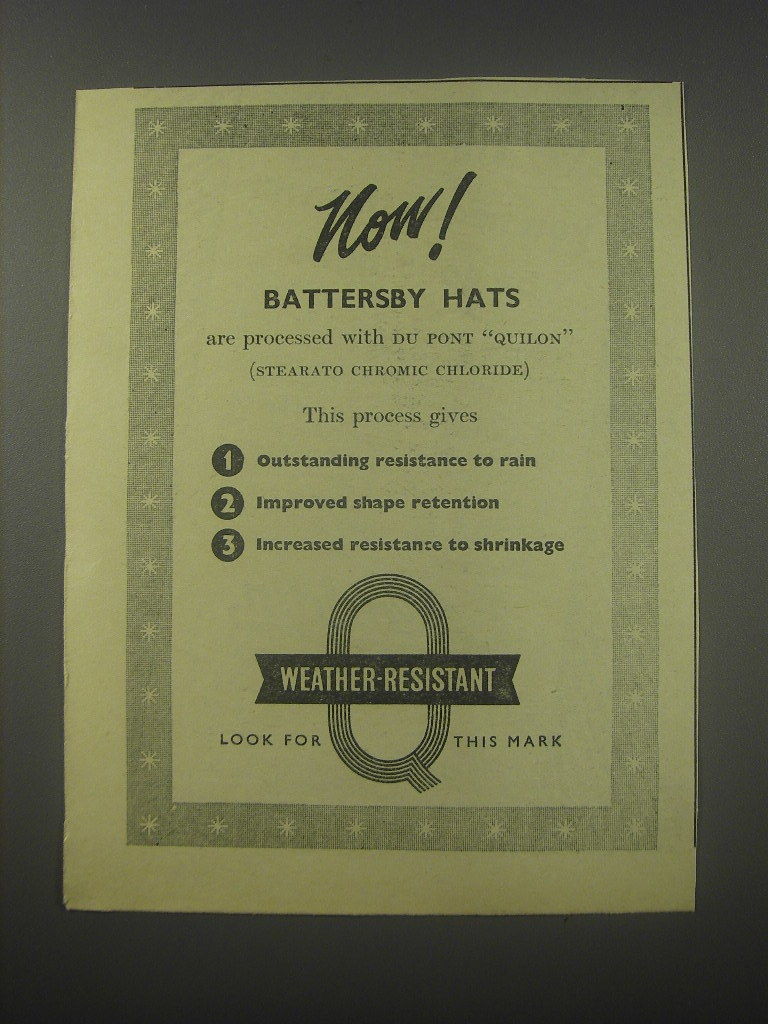 Now!
BATTERSBY HATS
are processed with DU PONT “QUILON”
(STEARATO CHROMIC CHLORIDE)
This process gives
1 Outstanding resistance to rain
2 Improved shape retention
3 Increased resistance to shrinkage
Q
WEATHER-RESISTANT
LOOK FOR THIS MARK